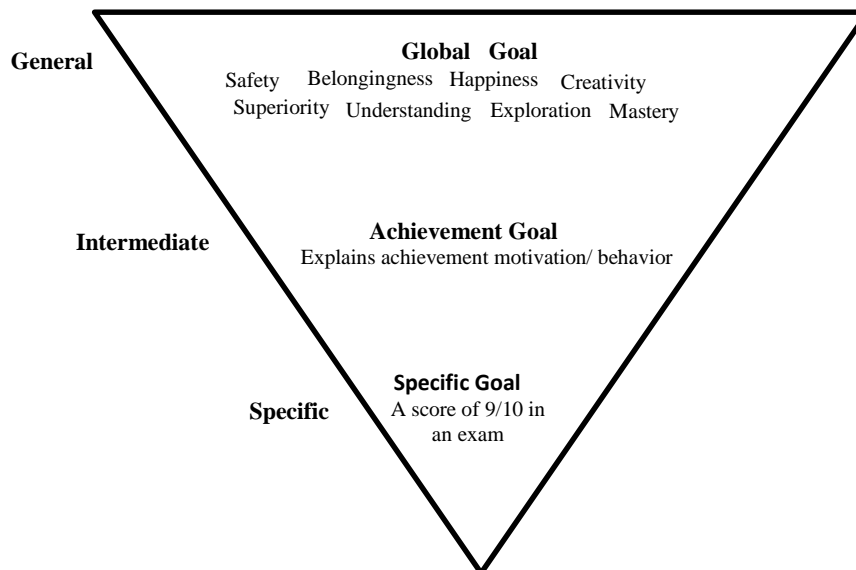 Global Goal
General
Safety Belongingness Happiness Creativity
Superiority Understanding Exploration Mastery
Achievement Goal
Intermediate
Explains achievement motivation/ behavior
Specific Goal
Specific
A score of 9/10 in
an exam